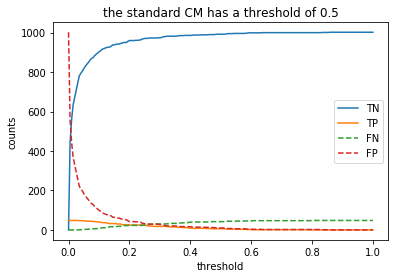 the standard CM has a threshold of 0.5
1000
800
600
400
200
0
counts
TN
TP
FN
FP
0.0 0.2 0.4 0.6 0.8 1.0
threshold